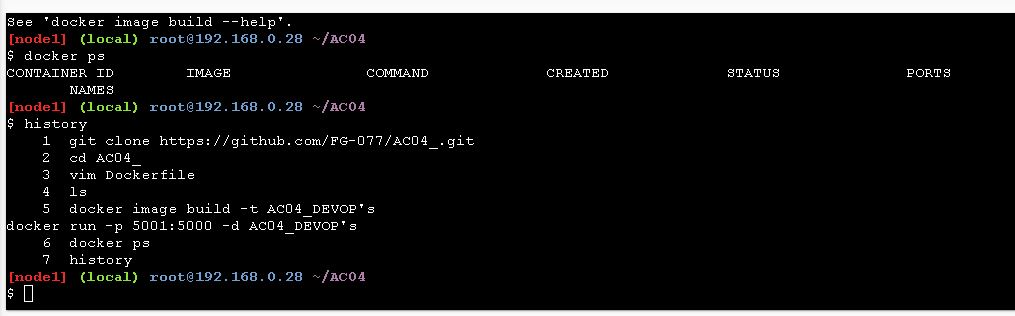 See 'docker image build --help'.
[node1] (local) root@192.168.0.28 ~/AC04
$ docker ps
CONTAINER ID        IMAGE               COMMAND             CREATED             STATUS              PORTS
       NAMES
[node1] (local) root@192.168.0.28 ~/AC04
$ history
    1  git clone https://github.com/FG-077/AC04_.git
    2  cd AC04_
    3  vim Dockerfile
    4  ls
    5  docker image build -t AC04_DEVOP's
docker run -p 5001:5000 -d AC04_DEVOP's
    6  docker ps
    7  history
[node1] (local) root@192.168.0.28 ~/AC04
$